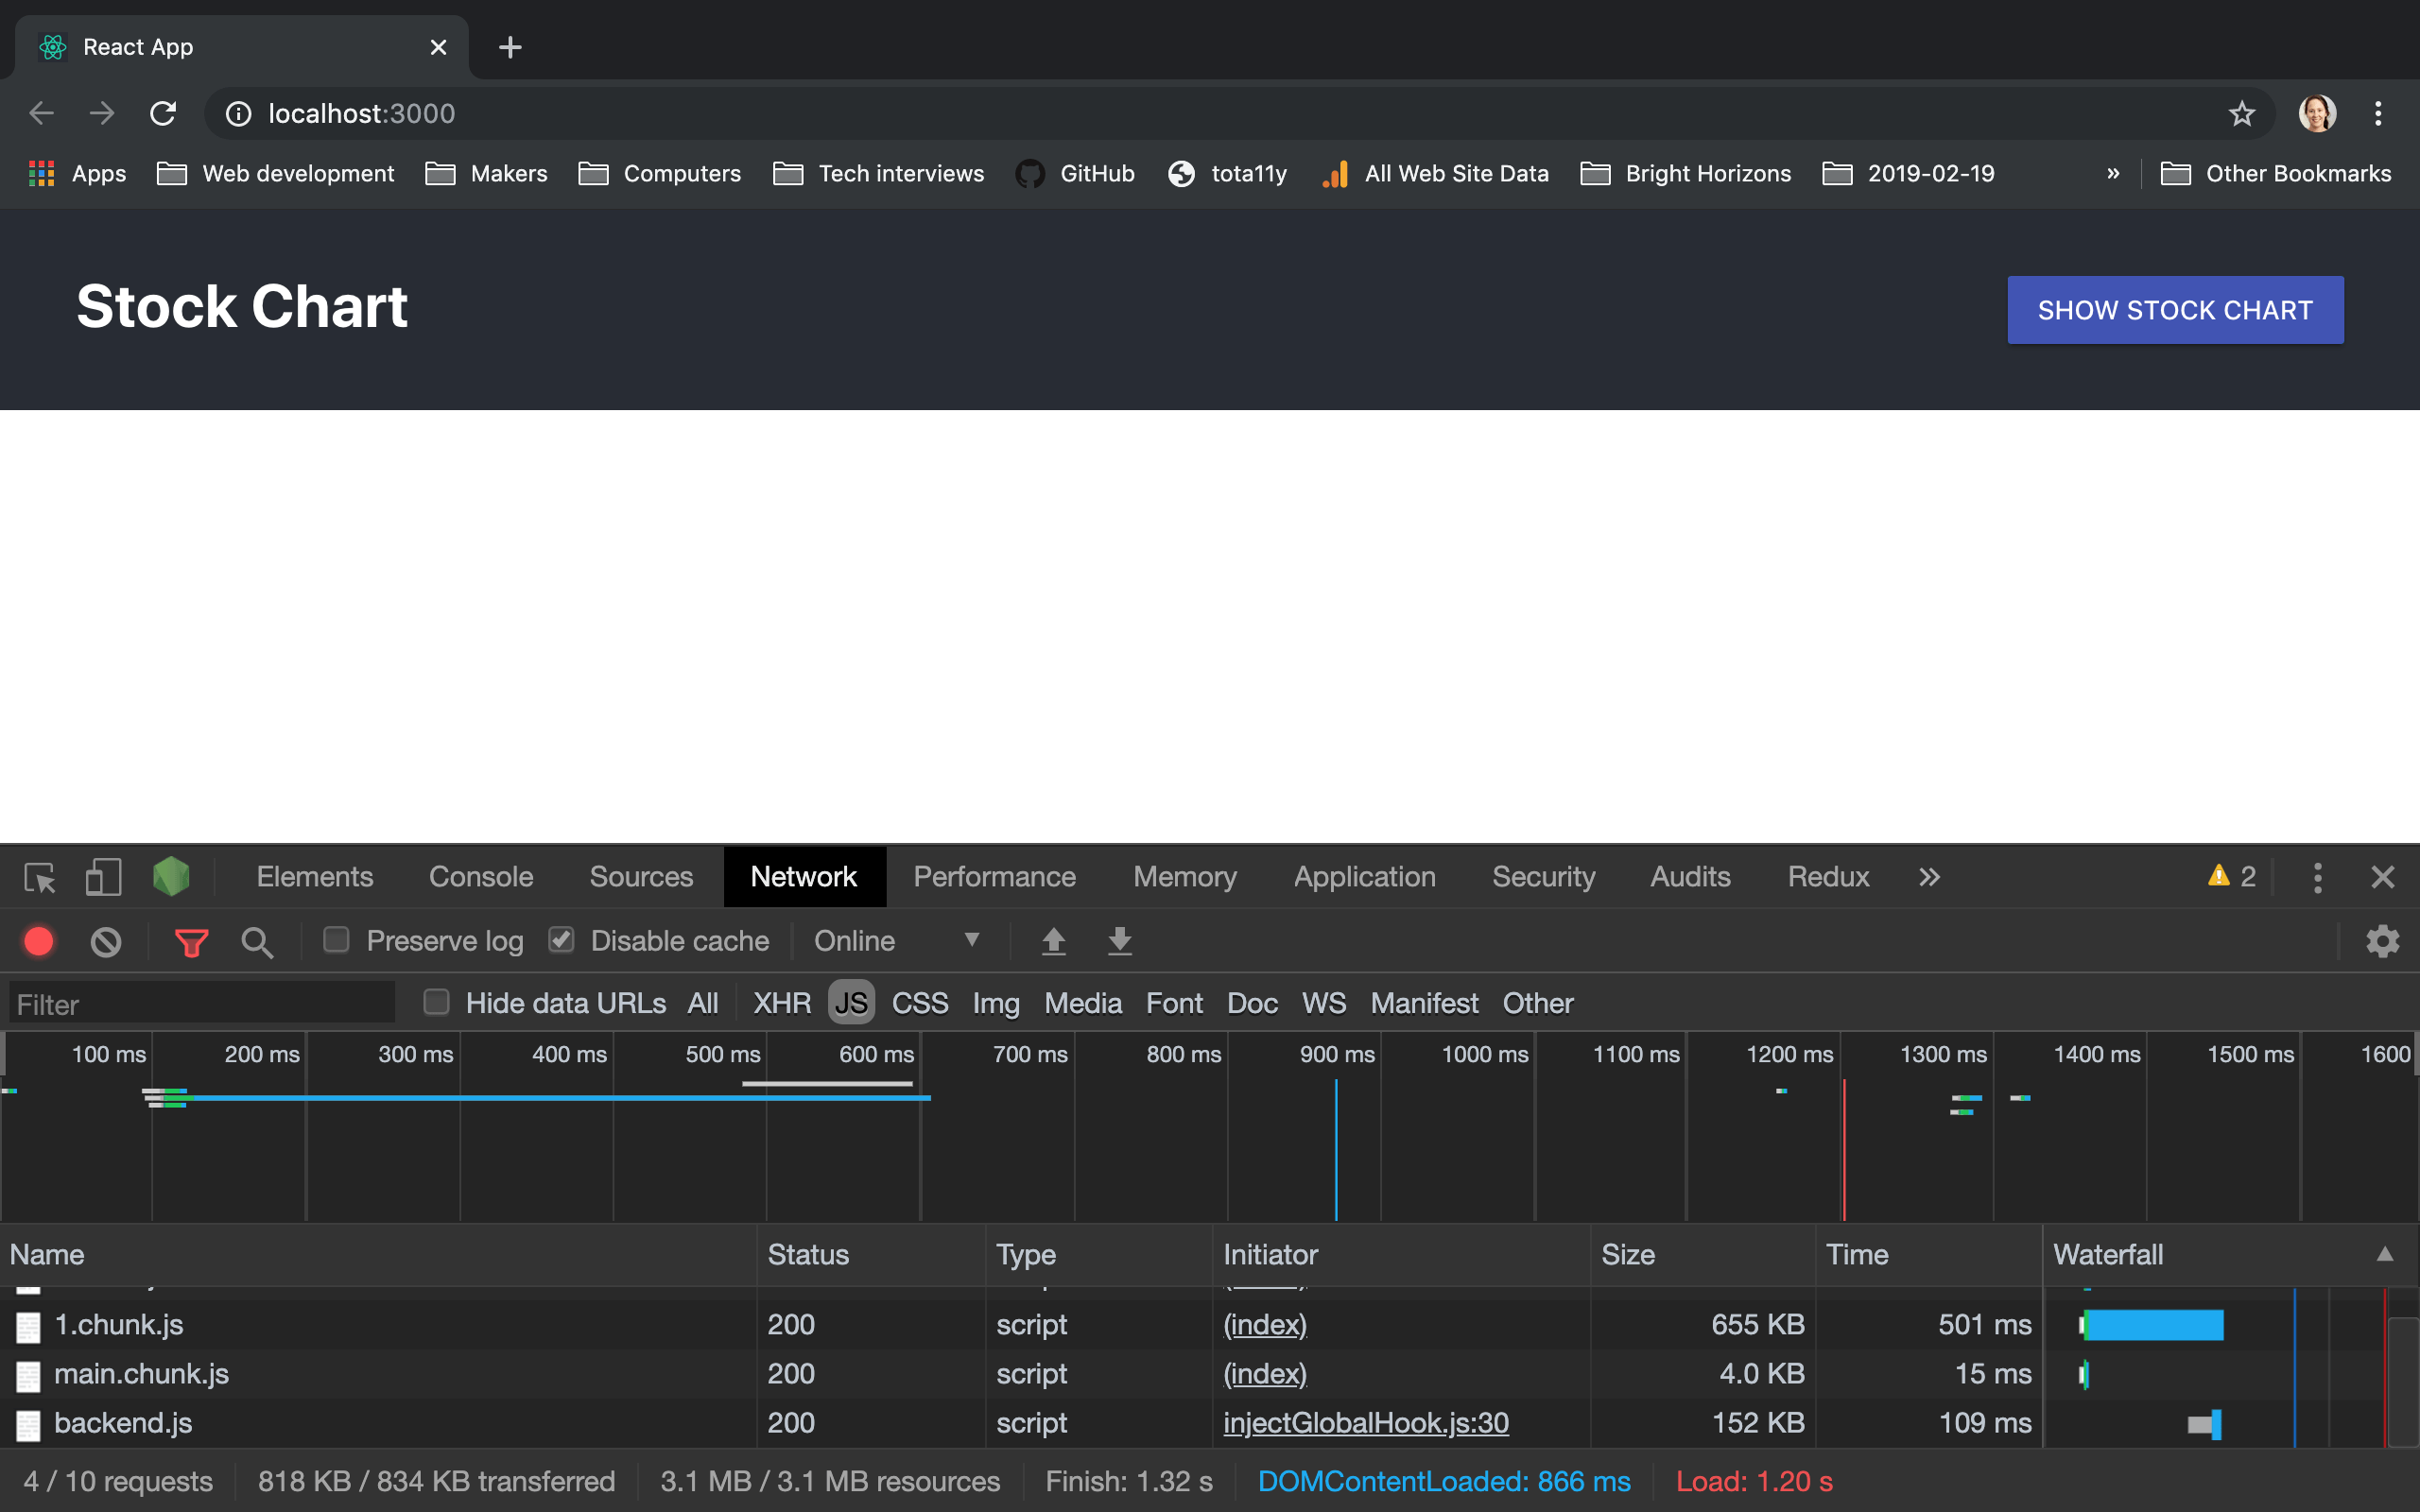 React App
localhost:3000
Apps Web development Makers Computers Tech interviews GitHub tota11y All Web Site Data Bright Horizons 2019-02-19 » Other Bookmarks
Stock Chart
SHOW STOCK CHART
Elements Console Sources Network Performance Memory Application Security Audits Redux » 2
Preserve log Disable cache Online
Filter Hide data URLs All XHR JS CSS Img Media Font Doc WS Manifest Other
100 ms 200 ms 300 ms 400 ms 500 ms 600 ms 700 ms 800 ms 900 ms 1000 ms 1100 ms 1200 ms 1300 ms 1400 ms 1500 ms 1600
Name Status Type Initiator Size Time Waterfall
1.chunk.js 200 script (index) 655 KB 501 ms
main.chunk.js 200 script (index) 4.0 KB 15 ms
backend.js 200 script injectGlobalHook.js:30 152 KB 109 ms
4 / 10 requests 818 KB / 834 KB transferred 3.1 MB / 3.1 MB resources Finish: 1.32 s DOMContentLoaded: 866 ms Load: 1.20 s